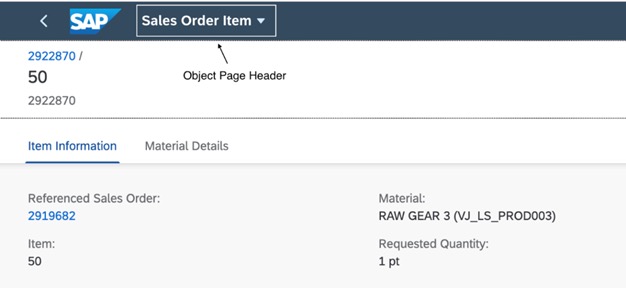 SAP Sales Order Item
Object Page Header
2922870 /
50
2922870
Item Information Material Details
Referenced Sales Order: Material:
2919682 RAW GEAR 3 (VJ_LS_PROD003)
Item: Requested Quantity:
50 1 pt